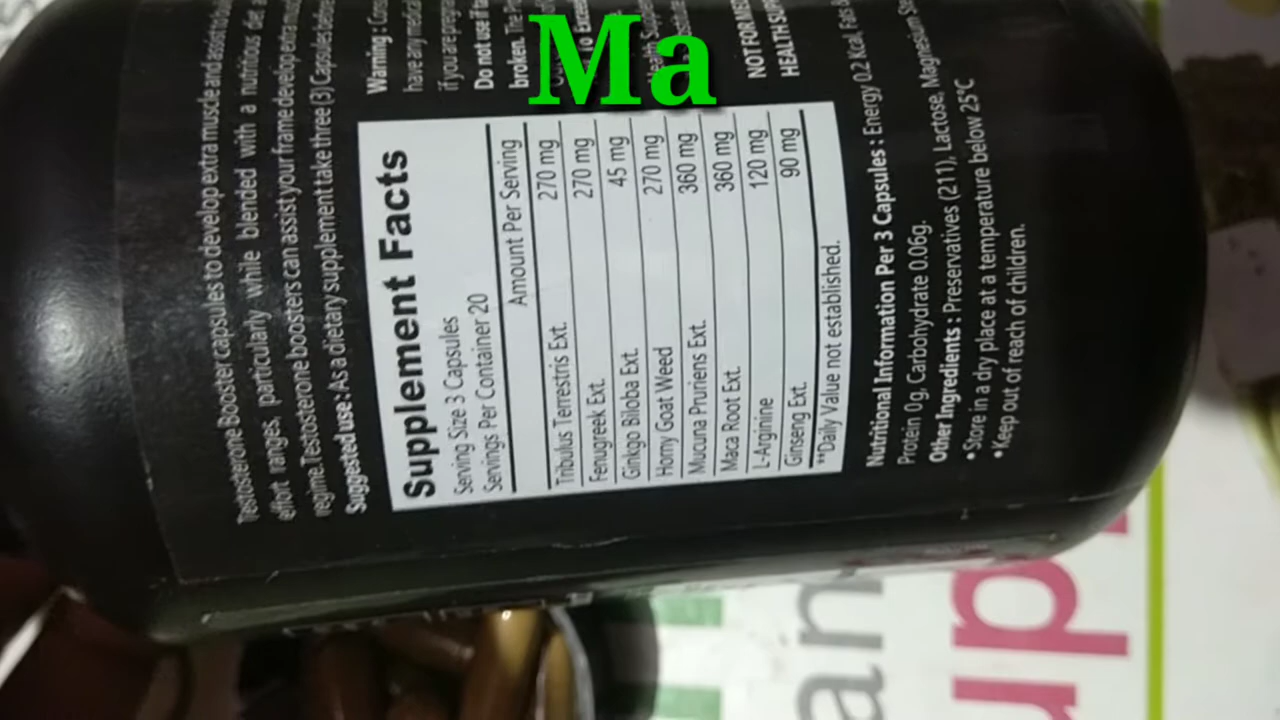 Ma
Testosterone Booster capsules to develop extra muscle and assist
effort ranges, particularly while blended with a nutritios fat
regime. Testosterone boosters can assist your frame develop extra
Suggested use : As a dietary supplement take three (3) Capsules
Supplement Facts
Serving Size 3 Capsules
Servings Per Container 20
Amount Per Serving
Tribulus Terrestris Ext. 270 mg
Fenugreek Ext. 270 mg
Ginkgo Biloba Ext. 45 mg
Horny Goat Weed 270 mg
Mucuna Pruriens Ext. 360 mg
Maca Root Ext. 360 mg
L-Arginine 120 mg
Ginseng Ext. 90 mg
**Daily Value not established.
Nutritional Information Per 3 Capsules : Energy 0.2 Kcal, Fats
Protein 0g, Carbohydrate 0.06g.
Other Ingredients : Preservatives (211), Lactose, Magnesium
•Store in a dry place at a temperature below 25°C
•Keep out of reach of children.
Warning :
have any
if you are
Do not use if
broken.
To
Health
NOT FOR
HEALTH
an
up